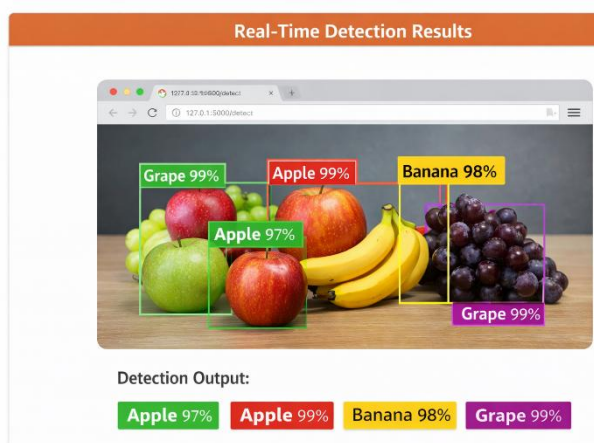 Real-Time Detection Results
127.0.1:5000/detect
Grape 99%
Apple 99%
Banana 98%
Apple 97%
Grape 99%
Detection Output:
Apple 97%
Apple 99%
Banana 98%
Grape 99%